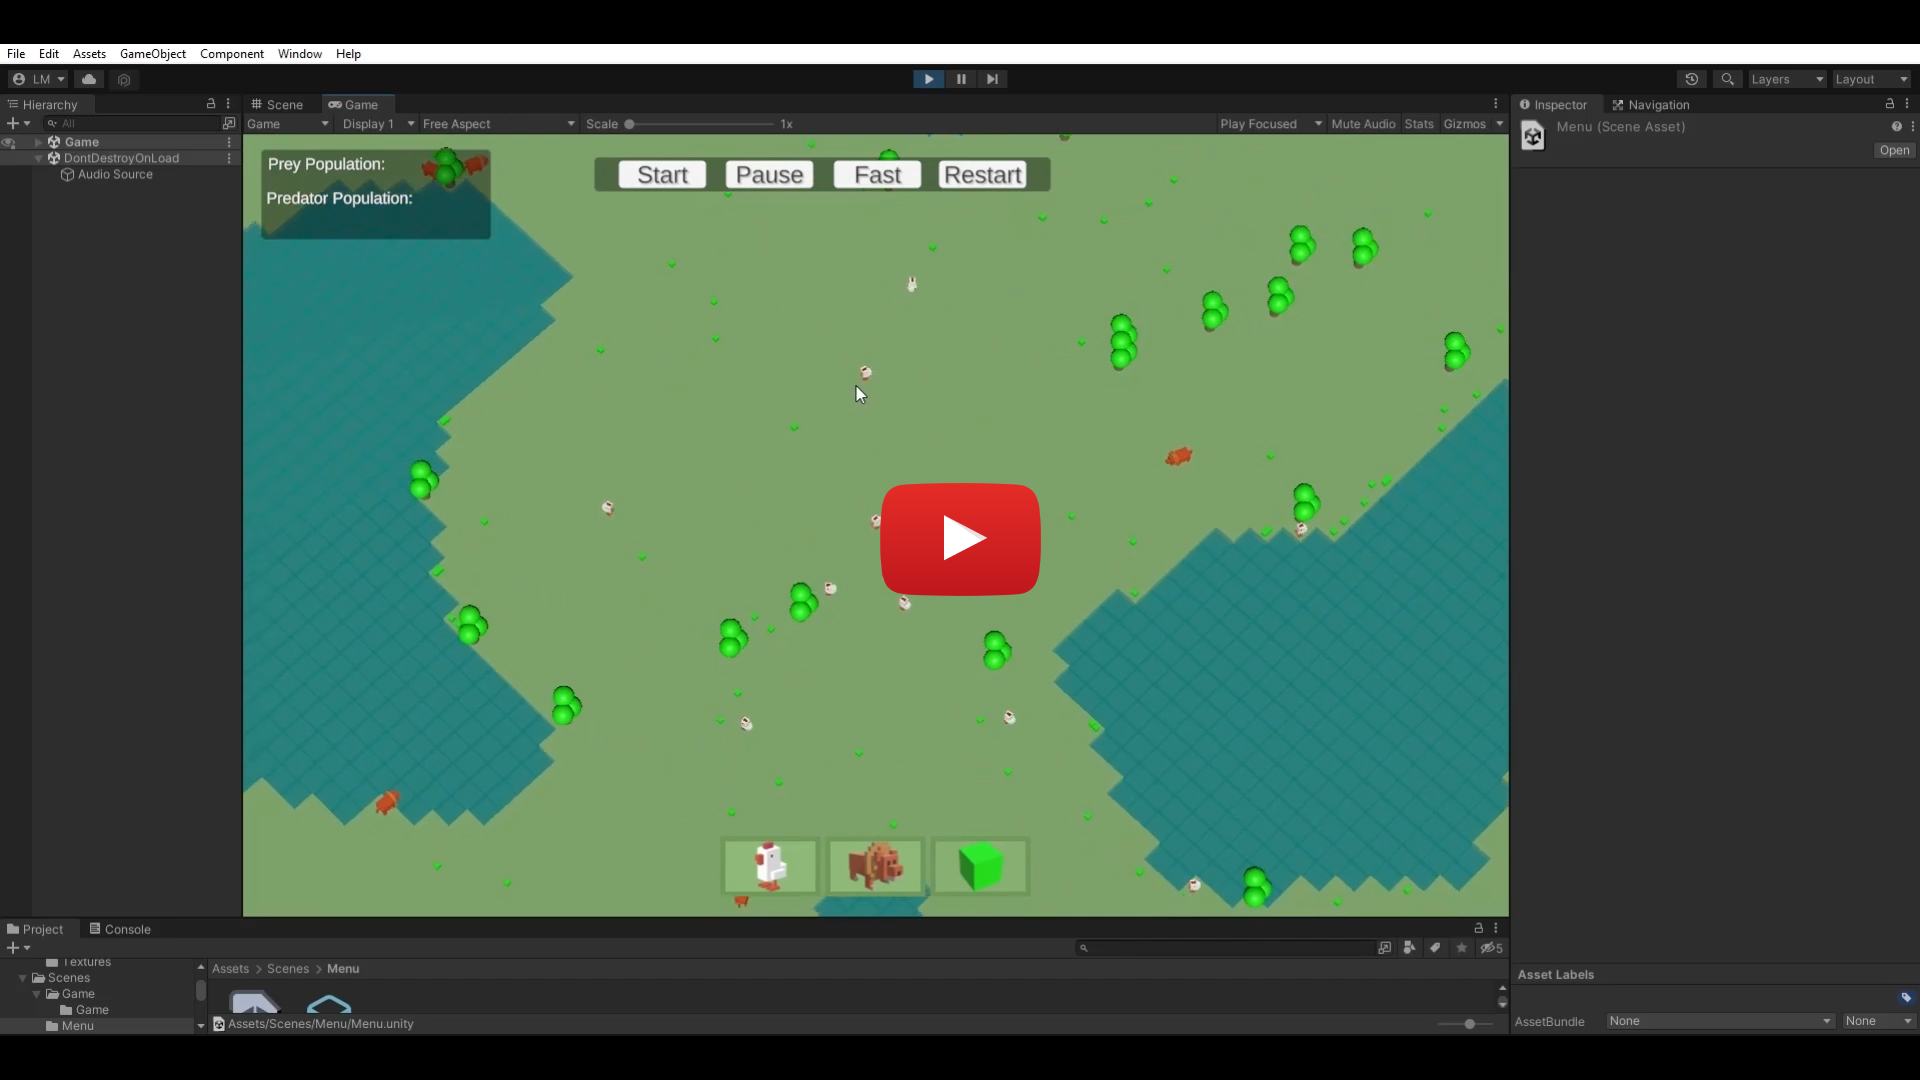 File Edit Assets GameObject Component Window Help
LM
Layers
Layout
Hierarchy
All
Game
DontDestroyOnLoad
Audio Source
Scene
Game
Game
Display 1
Free Aspect
Scale
1x
Play Focused
Mute Audio
Stats
Gizmos
Prey Population:
Predator Population:
Start
Pause
Fast
Restart
Inspector
Navigation
Menu (Scene Asset)
Open
Project
Console
5
Textures
Scenes
Game
Game
Menu
Assets > Scenes > Menu
Assets/Scenes/Menu/Menu.unity
Asset Labels
AssetBundle
None
None